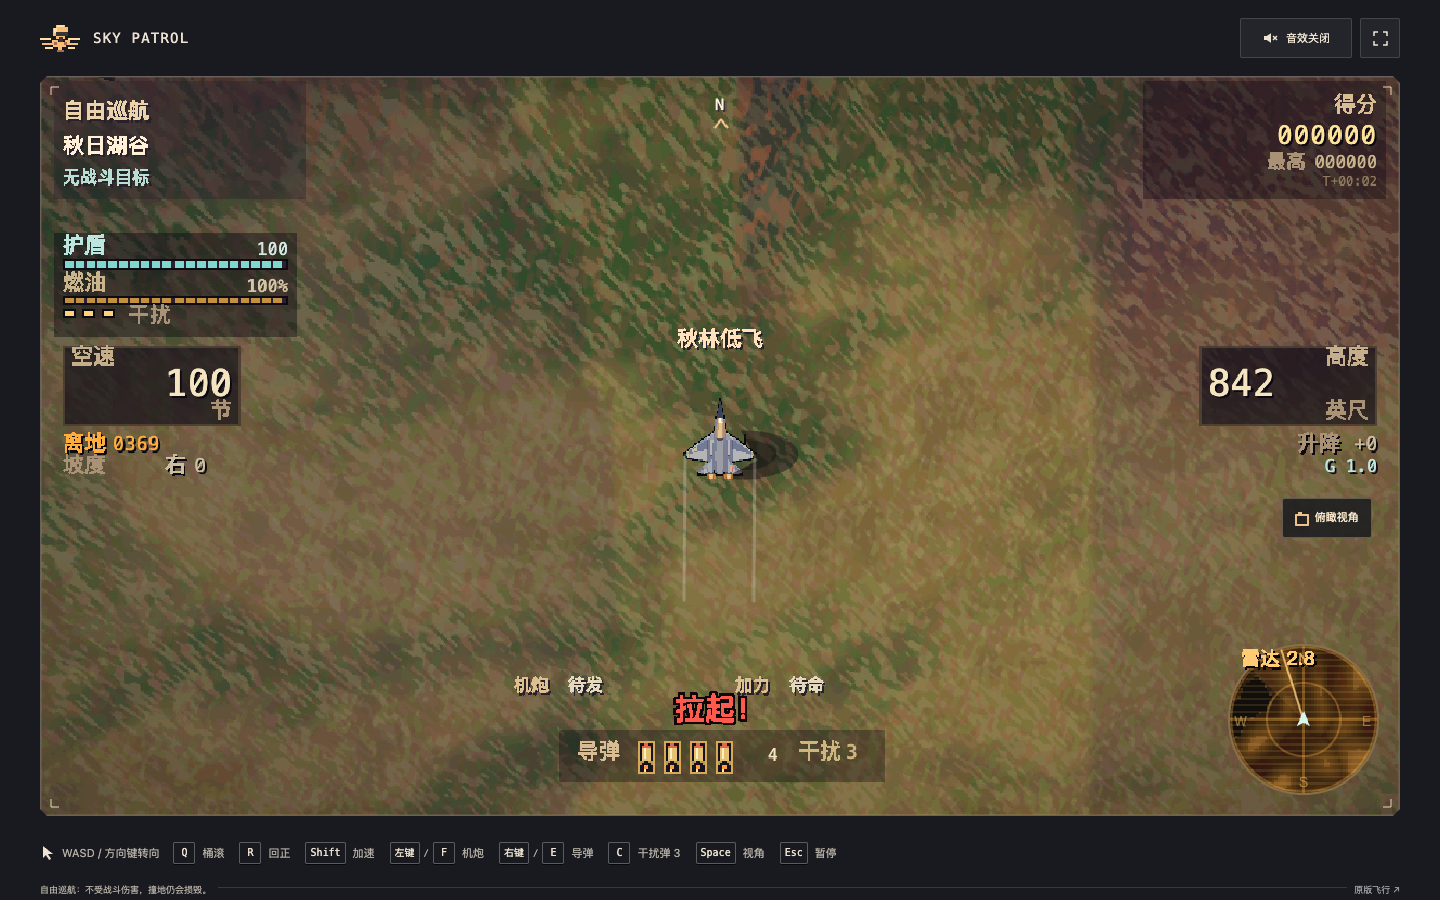 SKY PATROL
音效关闭
自由巡航
秋日湖谷
无战斗目标
N
得分
000000
最高 000000
T+00:02
护盾 100
燃油 100%
干扰
空速
100
节
离地 0369
坡度 右 0
秋林低飞
高度
842
英尺
升降 +0
G 1.0
俯瞰视角
机炮 待发 加力 待命
拉起!
导弹 4 干扰 3
雷达 2.8
W E
S
WASD / 方向键转向 Q 桶滚 R 回正 Shift 加速 左键 / F 机炮 右键 / E 导弹 C 干扰弹 3 Space 视角 Esc 暂停
自由巡航：不受战斗伤害，撞地仍会损毁。
原版飞行 ↗